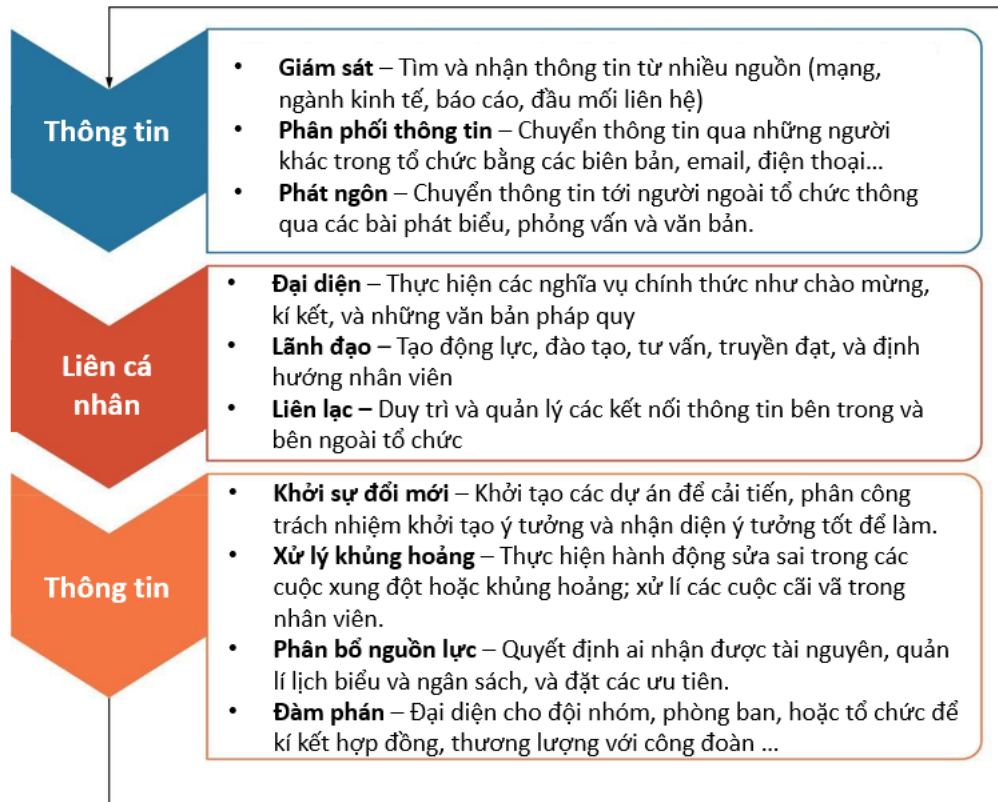 Thông tin
• Giám sát – Tìm và nhận thông tin từ nhiều nguồn (mạng,
ngành kinh tế, báo cáo, đầu mối liên hệ)
• Phân phối thông tin – Chuyển thông tin qua những người
khác trong tổ chức bằng các biên bản, email, điện thoại...
• Phát ngôn – Chuyển thông tin tới người ngoài tổ chức thông
qua các bài phát biểu, phỏng vấn và văn bản.
Liên cá
nhân
• Đại diện – Thực hiện các nghĩa vụ chính thức như chào mừng,
kí kết, và những văn bản pháp quy
• Lãnh đạo – Tạo động lực, đào tạo, tư vấn, truyền đạt, và định
hướng nhân viên
• Liên lạc – Duy trì và quản lý các kết nối thông tin bên trong và
bên ngoài tổ chức
Thông tin
• Khởi sự đổi mới – Khởi tạo các dự án để cải tiến, phân công
trách nhiệm khởi tạo ý tưởng và nhận diện ý tưởng tốt để làm.
• Xử lý khủng hoảng – Thực hiện hành động sửa sai trong các
cuộc xung đột hoặc khủng hoảng; xử lí các cuộc cãi vã trong
nhân viên.
• Phân bổ nguồn lực – Quyết định ai nhận được tài nguyên, quản
lí lịch biểu và ngân sách, và đặt các ưu tiên.
• Đàm phán – Đại diện cho đội nhóm, phòng ban, hoặc tổ chức để
kí kết hợp đồng, thương lượng với công đoàn ...